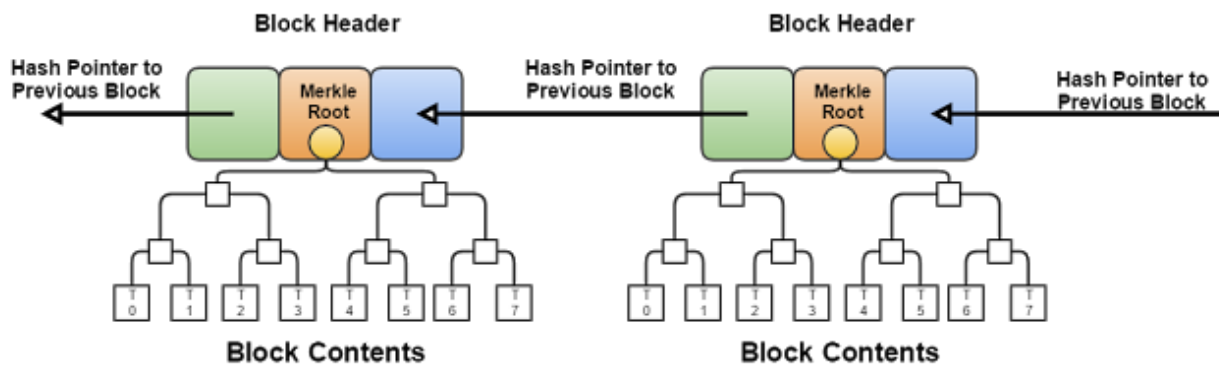 Block Header
Block Header
Hash Pointer to
Previous Block
Merkle
Root
Hash Pointer to
Previous Block
Merkle
Root
Hash Pointer to
Previous Block
T
0
T
1
T
2
T
3
T
4
T
5
T
6
T
7
T
0
T
1
T
2
T
3
T
4
T
5
T
6
T
7
Block Contents
Block Contents